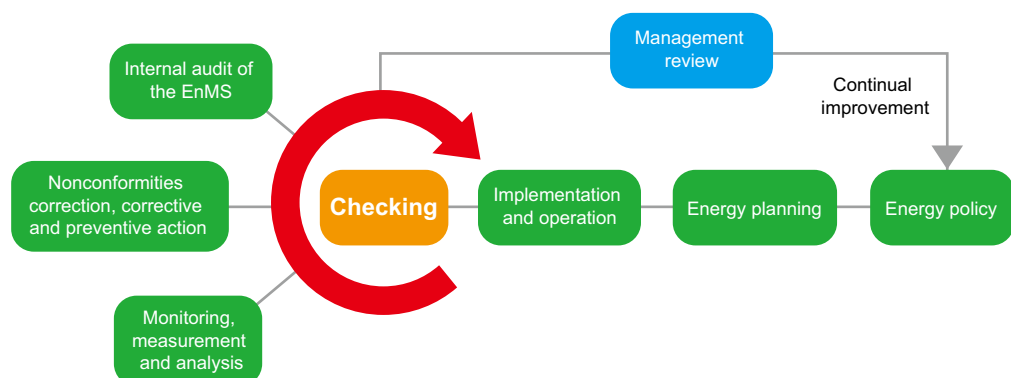 Management
review
Internal audit of
the EnMS
Continual
improvement
Nonconformities
correction, corrective
and preventive action
Checking
Implementation
and operation
Energy planning
Energy policy
Monitoring,
measurement
and analysis